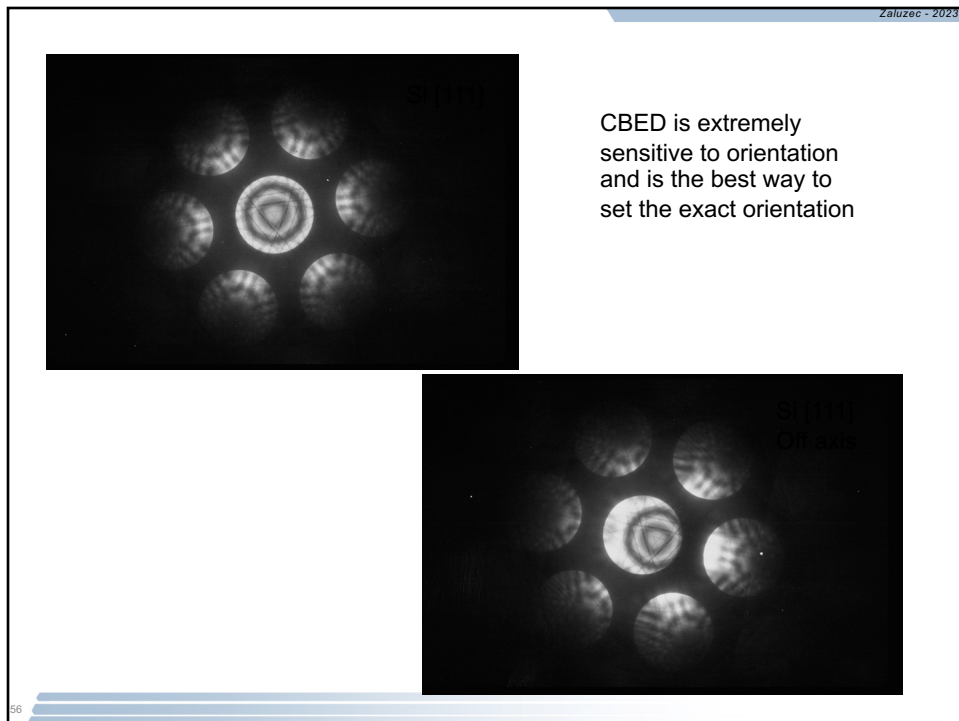 Zaluzec - 2023
Si [111]
CBED is extremely
sensitive to orientation
and is the best way to
set the exact orientation
Si [111]
Off axis
56